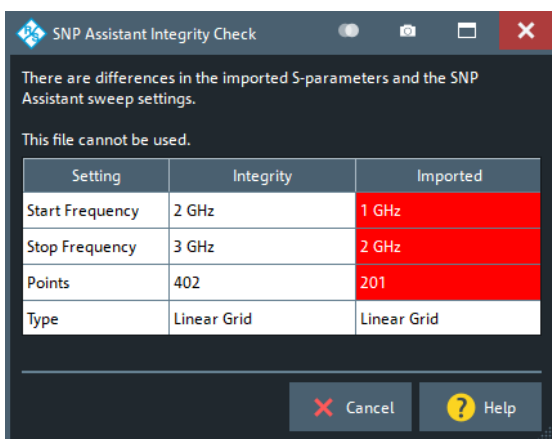 SNP Assistant Integrity Check
There are differences in the imported S-parameters and the SNP
Assistant sweep settings.
This file cannot be used.
Setting Integrity Imported
Start Frequency 2 GHz 1 GHz
Stop Frequency 3 GHz 2 GHz
Points 402 201
Type Linear Grid Linear Grid
Cancel ? Help